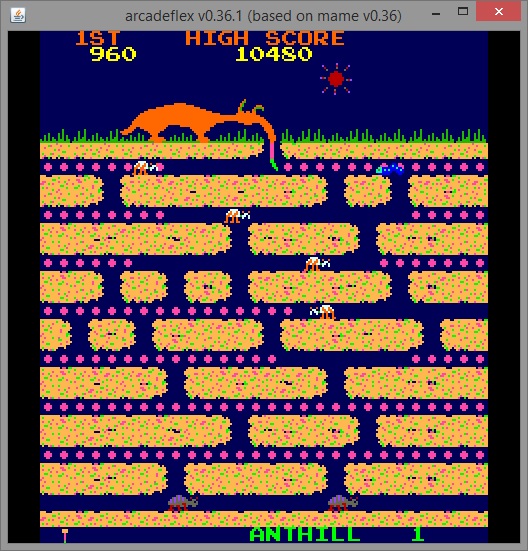 arcadeflex v0.36.1 (based on mame v0.36)
1ST HIGH SCORE
960 10480
ANTHILL 1